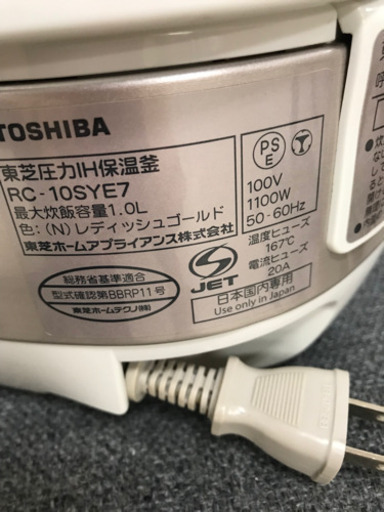 TOSHIBA
東芝圧力IH保温釜
RC-10SYE7
最大炊飯容量1.0L
色:(N)レディッシュゴールド
東芝ホームアプライアンス株式会社
総務省基準適合
型式確認第BBRP11号
東芝ホームテクノ(株)
PS
E
100V
1100W
50-60Hz
温度ヒューズ
167℃
電流ヒューズ
20A
S
JET
日本国内専用
Use only in Japan